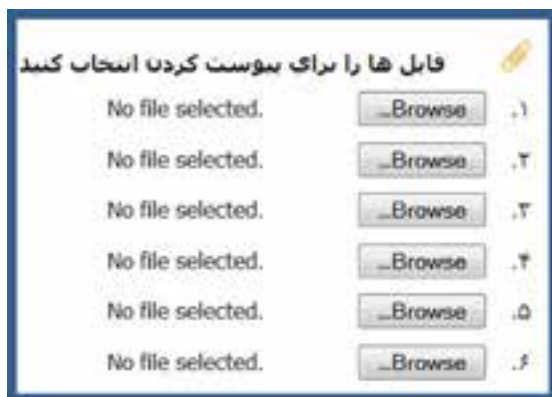 فایل ها را برای پیوست کردن انتخاب کنید
۱. Browse... No file selected.
۲. Browse... No file selected.
۳. Browse... No file selected.
۴. Browse... No file selected.
۵. Browse... No file selected.
۶. Browse... No file selected.